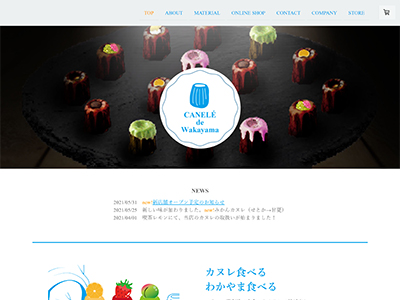 TOP ABOUT MATERIAL ONLINE SHOP CONTACT COMPANY STORE
CANELÉ
de
Wakayama
NEWS
2021/05/31 new! 新店舗オープン予定のお知らせ
2021/05/25 新しい味が加わりました。new! みかんカヌレ(せとか→甘夏)
2021/04/01 喫茶レモンにて、当店のカヌレの取扱いが始まりました!
カヌレ食べる
わかやま食べる